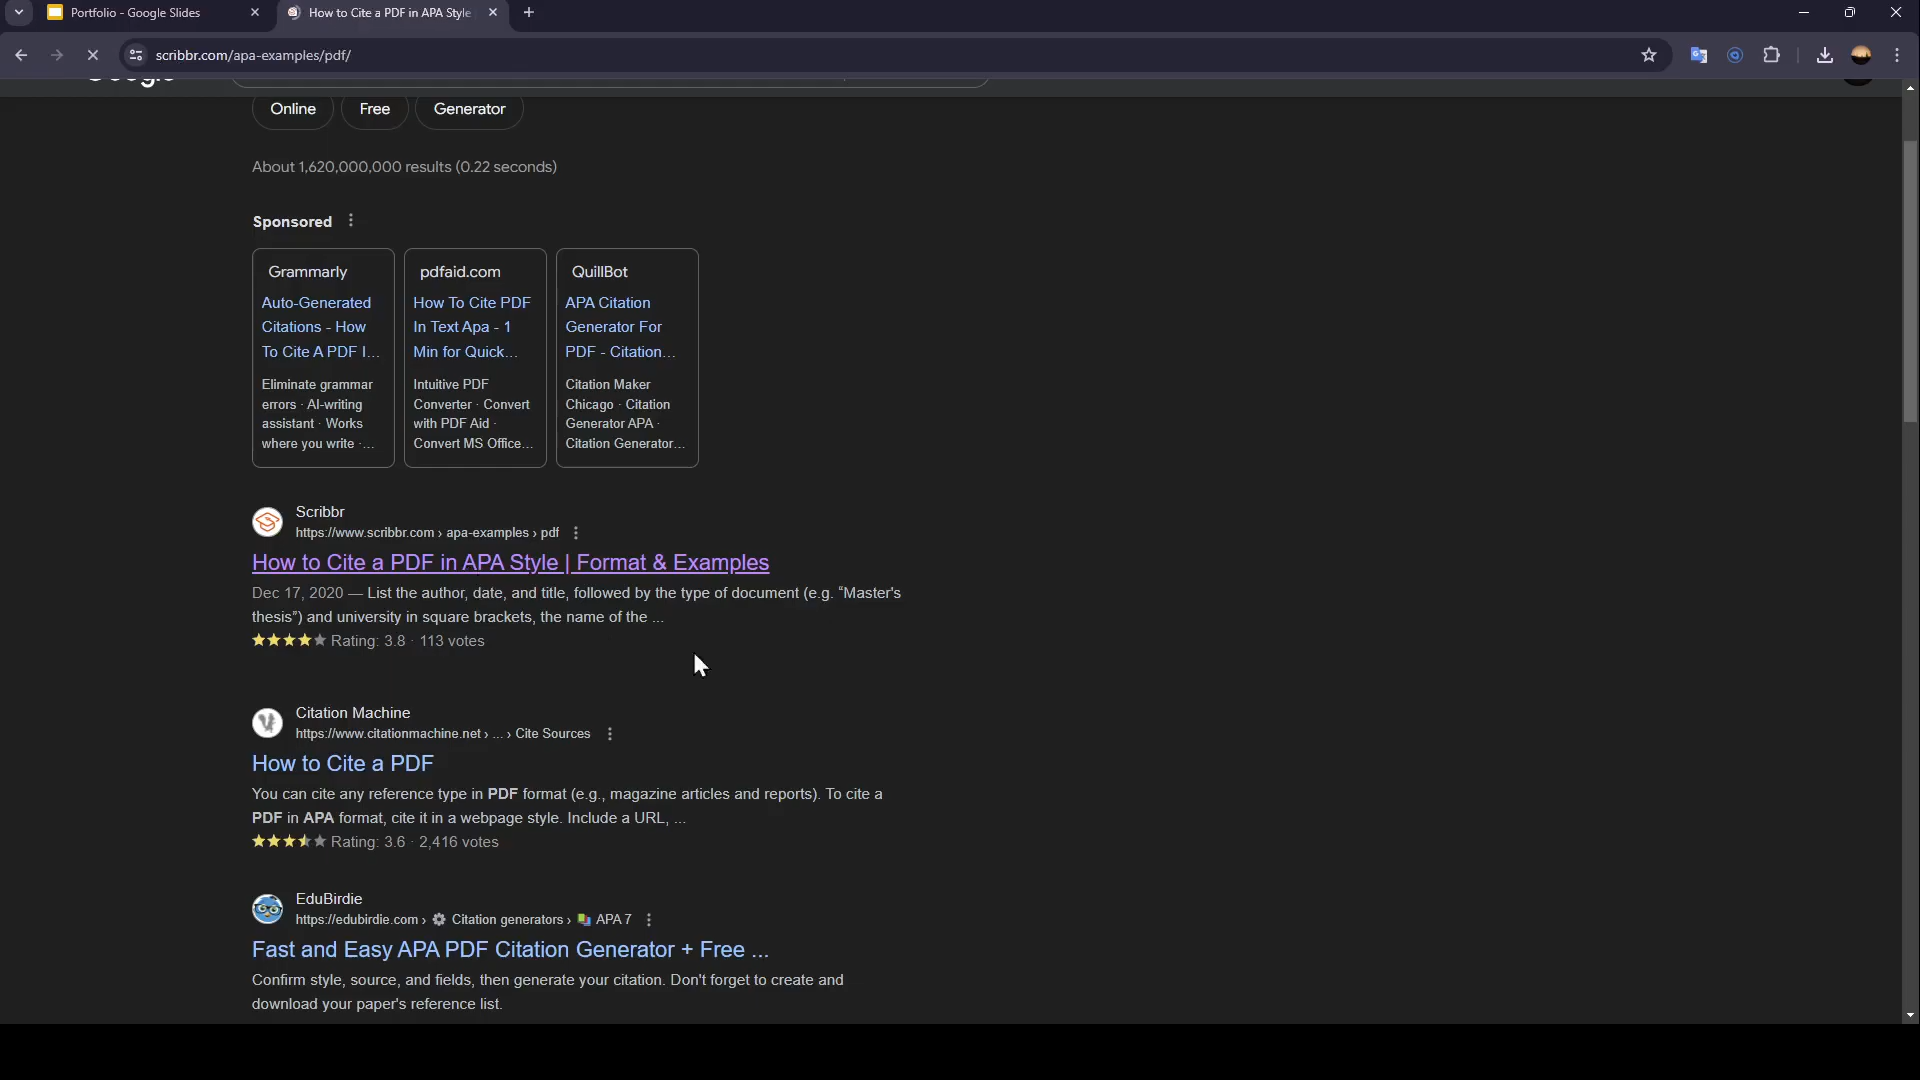 Portfolio - Google Slides
How to Cite a PDF in APA Style
scribbr.com/apa-examples/pdf/
Google
Online
Free
Generator
About 1,620,000,000 results (0.22 seconds)
Sponsored
Grammarly
Auto-Generated
Citations - How
To Cite A PDF I...
Eliminate grammar
errors · AI-writing
assistant · Works
where you write ·...
pdfaid.com
How To Cite PDF
In Text Apa - 1
Min for Quick...
Intuitive PDF
Converter · Convert
with PDF Aid ·
Convert MS Office...
QuillBot
APA Citation
Generator For
PDF - Citation...
Citation Maker
Chicago · Citation
Generator APA ·
Citation Generator...
Scribbr
https://www.scribbr.com › apa-examples › pdf
How to Cite a PDF in APA Style | Format & Examples
Dec 17, 2020 — List the author, date, and title, followed by the type of document (e.g. “Master's
thesis”) and university in square brackets, the name of the ...
Rating: 3.8 · 113 votes
Citation Machine
https://www.citationmachine.net › ... › Cite Sources
How to Cite a PDF
You can cite any reference type in PDF format (e.g., magazine articles and reports). To cite a
PDF in APA format, cite it in a webpage style. Include a URL, ...
Rating: 3.6 · 2,416 votes
EduBirdie
https://edubirdie.com › Citation generators › APA 7
Fast and Easy APA PDF Citation Generator + Free ...
Confirm style, source, and fields, then generate your citation. Don't forget to create and
download your paper's reference list.